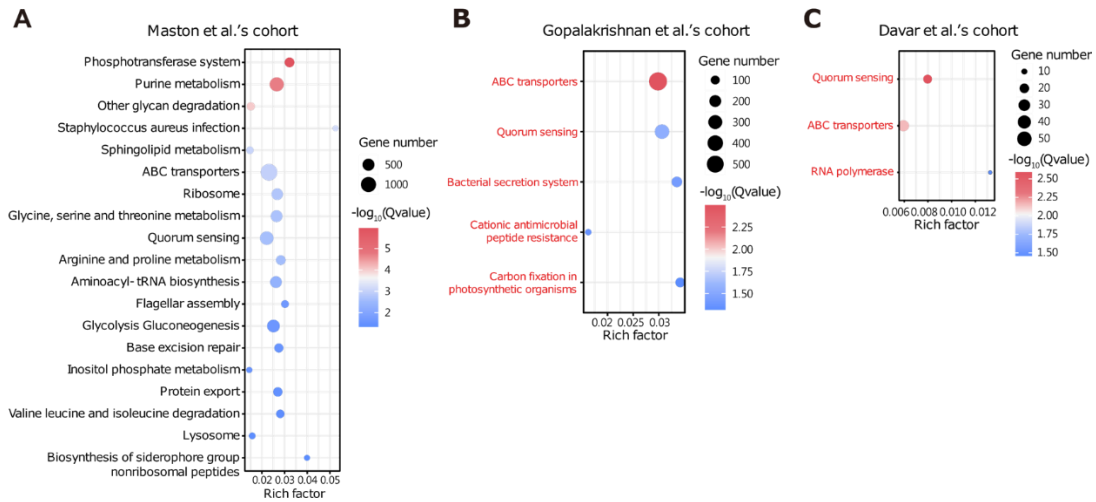 A
Maston et al.'s cohort
Phosphotransferase system
Purine metabolism
Other glycan degradation
Staphylococcus aureus infection
Sphingolipid metabolism
ABC transporters
Ribosome
Glycine, serine and threonine metabolism
Quorum sensing
Arginine and proline metabolism
Aminoacyl- tRNA biosynthesis
Flagellar assembly
Glycolysis Gluconeogenesis
Base excision repair
Inositol phosphate metabolism
Protein export
Valine leucine and isoleucine degradation
Lysosome
Biosynthesis of siderophore group
nonribosomal peptides
0.02 0.03 0.04 0.05
Rich factor
Gene number
500
1000
-log10(Qvalue)
5
4
3
2
B
Gopalakrishnan et al.'s cohort
ABC transporters
Quorum sensing
Bacterial secretion system
Cationic antimicrobial
peptide resistance
Carbon fixation in
photosynthetic organisms
0.02 0.025 0.03
Rich factor
Gene number
100
200
300
400
500
-log10(Qvalue)
2.25
2.00
1.75
1.50
C
Davar et al.'s cohort
Quorum sensing
ABC transporters
RNA polymerase
0.006 0.008 0.010 0.012
Rich factor
Gene number
10
20
30
40
50
-log10(Qvalue)
2.50
2.25
2.00
1.75
1.50